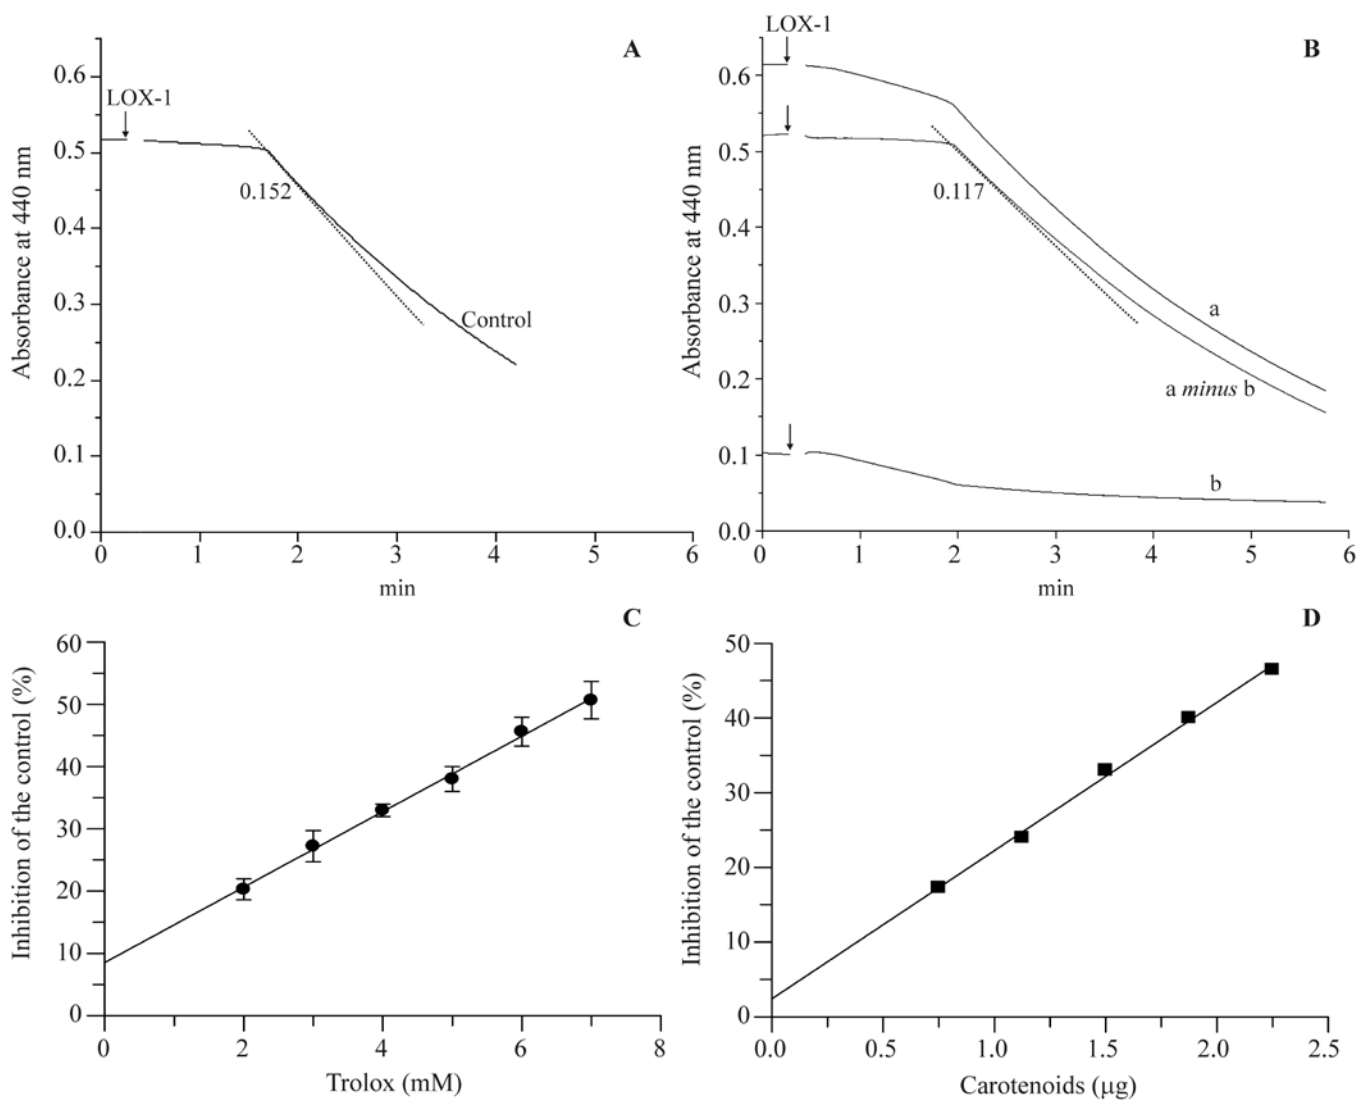 A
LOX-1
0.6
0.5
0.4
0.3
0.2
0.1
0.0
0.152
Control
Absorbance at 440 nm
0 1 2 3 4 5 6
min
B
LOX-1
0.6
0.5
0.4
0.3
0.2
0.1
0.0
0.117
a
a minus b
b
Absorbance at 440 nm
0 1 2 3 4 5 6
min
C
60
50
40
30
20
10
0
Inhibition of the control (%)
0 2 4 6 8
Trolox (mM)
D
50
40
30
20
10
0
Inhibition of the control (%)
0.0 0.5 1.0 1.5 2.0 2.5
Carotenoids (µg)